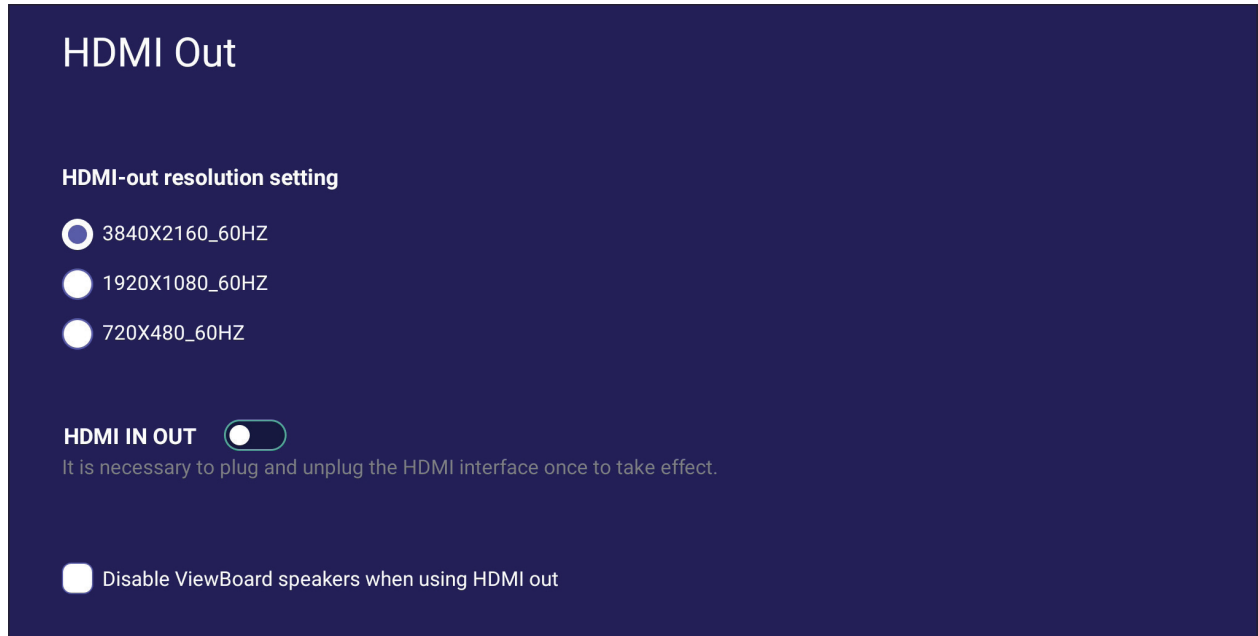 HDMI Out
HDMI-out resolution setting
3840X2160_60HZ
1920X1080_60HZ
720X480_60HZ
HDMI IN OUT
It is necessary to plug and unplug the HDMI interface once to take effect.
Disable ViewBoard speakers when using HDMI out